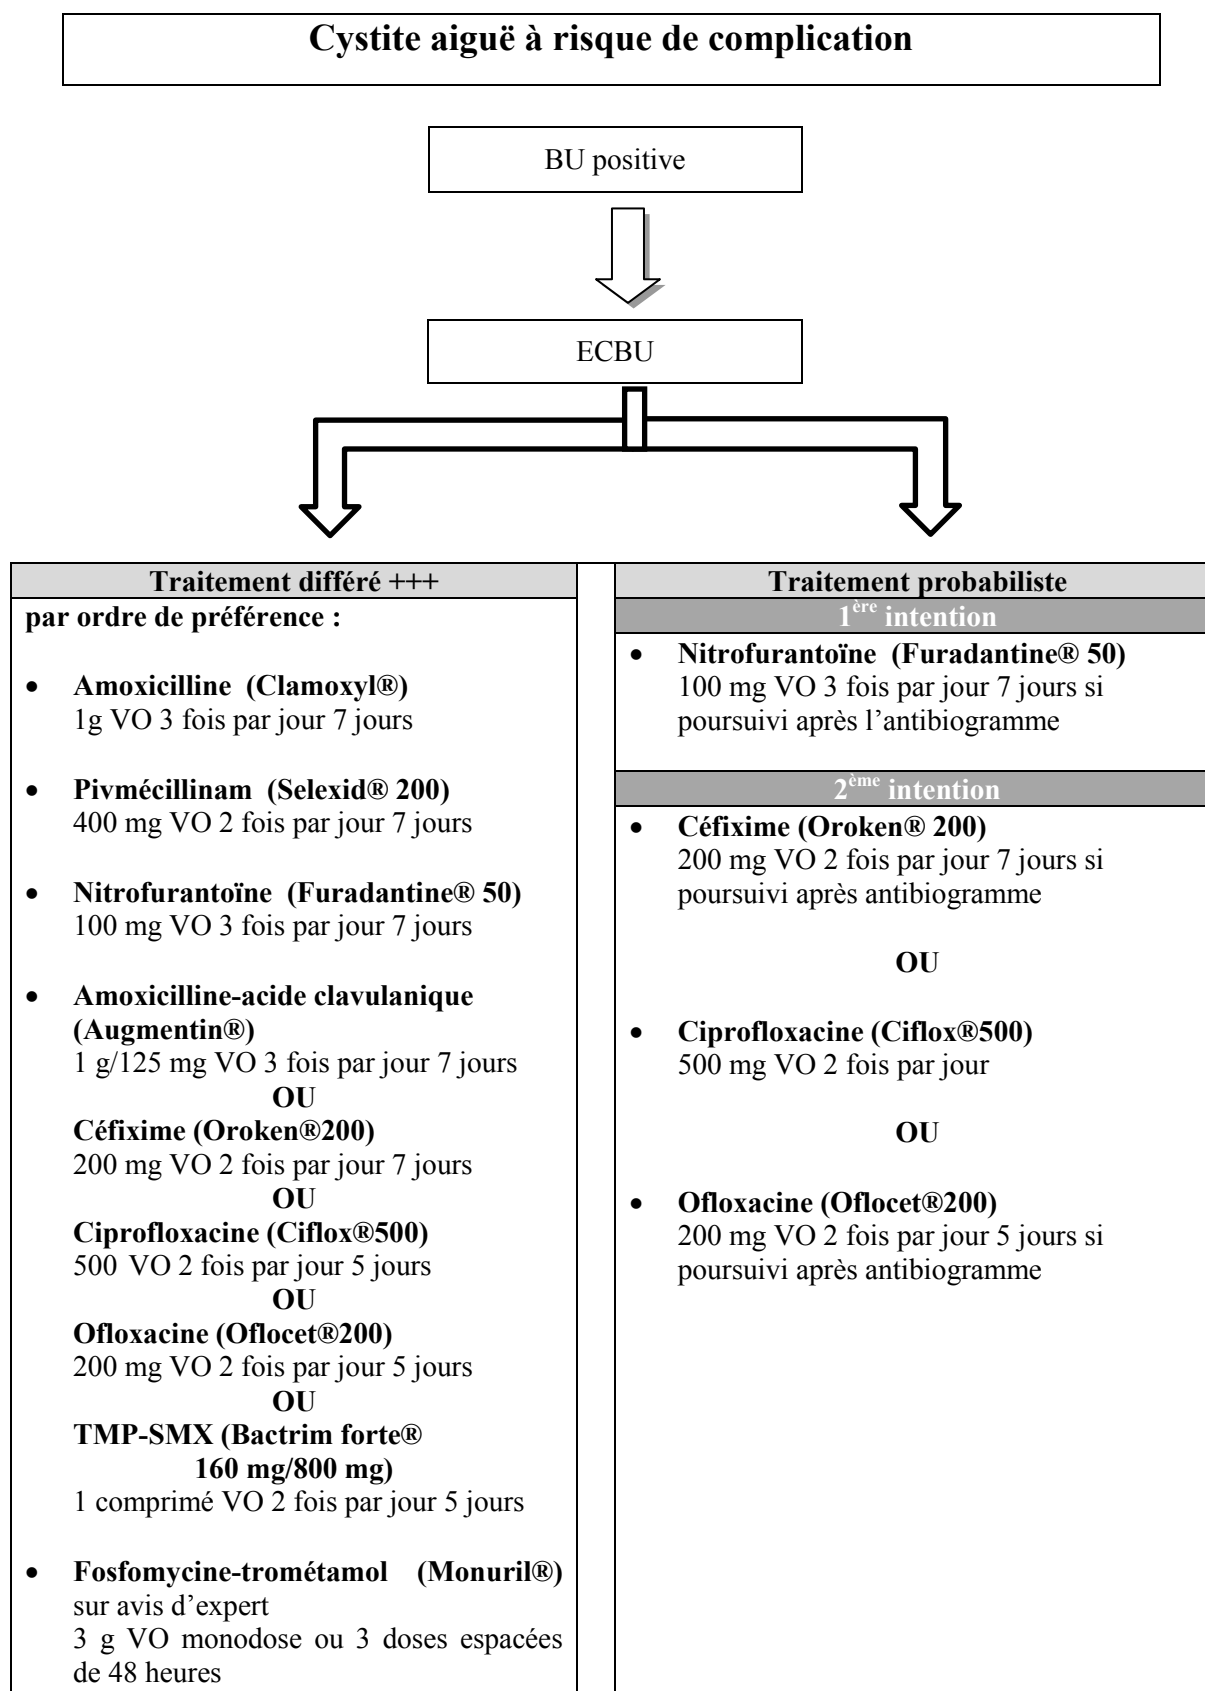 Cystite aiguë à risque de complication
BU positive
ECBU
Traitement différé +++
par ordre de préférence :
• Amoxicilline (Clamoxyl®)
1g VO 3 fois par jour 7 jours
• Pivmécillinam (Selexid® 200)
400 mg VO 2 fois par jour 7 jours
• Nitrofurantoïne (Furadantine® 50)
100 mg VO 3 fois par jour 7 jours
• Amoxicilline-acide clavulanique
(Augmentin®)
1 g/125 mg VO 3 fois par jour 7 jours
OU
Céfixime (Oroken®200)
200 mg VO 2 fois par jour 7 jours
OU
Ciprofloxacine (Ciflox®500)
500 VO 2 fois par jour 5 jours
OU
Ofloxacine (Oflocet®200)
200 mg VO 2 fois par jour 5 jours
OU
TMP-SMX (Bactrim forte®
160 mg/800 mg)
1 comprimé VO 2 fois par jour 5 jours
• Fosfomycine-trométamol (Monuril®)
sur avis d’expert
3 g VO monodose ou 3 doses espacées
de 48 heures
Traitement probabiliste
1ère intention
• Nitrofurantoïne (Furadantine® 50)
100 mg VO 3 fois par jour 7 jours si
poursuivi après l’antibiogramme
2ème intention
• Céfixime (Oroken® 200)
200 mg VO 2 fois par jour 7 jours si
poursuivi après antibiogramme
OU
• Ciprofloxacine (Ciflox®500)
500 mg VO 2 fois par jour
OU
• Ofloxacine (Oflocet®200)
200 mg VO 2 fois par jour 5 jours si
poursuivi après antibiogramme